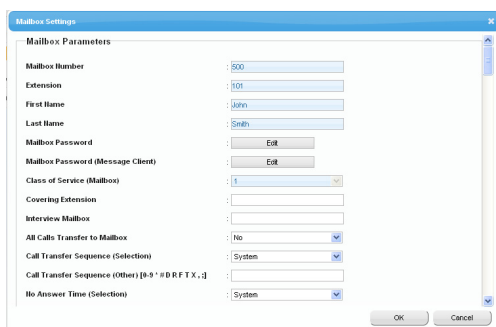 Mailbox Settings
Mailbox Parameters
Mailbox Number : 500
Extension : 101
First Name : John
Last Name : Smith
Mailbox Password : Edit
Mailbox Password (Message Client) : Edit
Class of Service (Mailbox) : 1
Covering Extension :
Interview Mailbox :
All Calls Transfer to Mailbox : No
Call Transfer Sequence (Selection) : System
Call Transfer Sequence (Other) [0-9 * # D R F T X , ;] :
No Answer Time (Selection) : System
OK Cancel